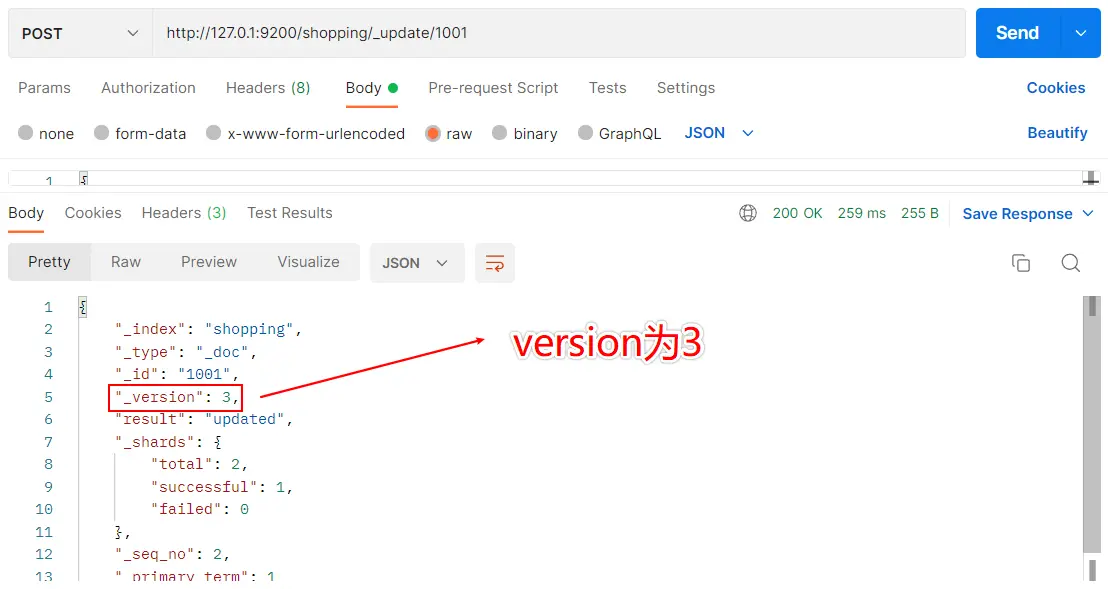 POST http://127.0.1:9200/shopping/_update/1001 Send
Params Authorization Headers (8) Body Pre-request Script Tests Settings Cookies
none form-data x-www-form-urlencoded raw binary GraphQL JSON Beautify
1 {
Body Cookies Headers (3) Test Results 200 OK 259 ms 255 B Save Response
Pretty Raw Preview Visualize JSON
1 {
2 "_index": "shopping",
3 "_type": "_doc",
4 "_id": "1001",
5 "_version": 3,
version为3
6 "result": "updated",
7 "_shards": {
8 "total": 2,
9 "successful": 1,
10 "failed": 0
11 },
12 "_seq_no": 2,
13 "_primary_term": 1